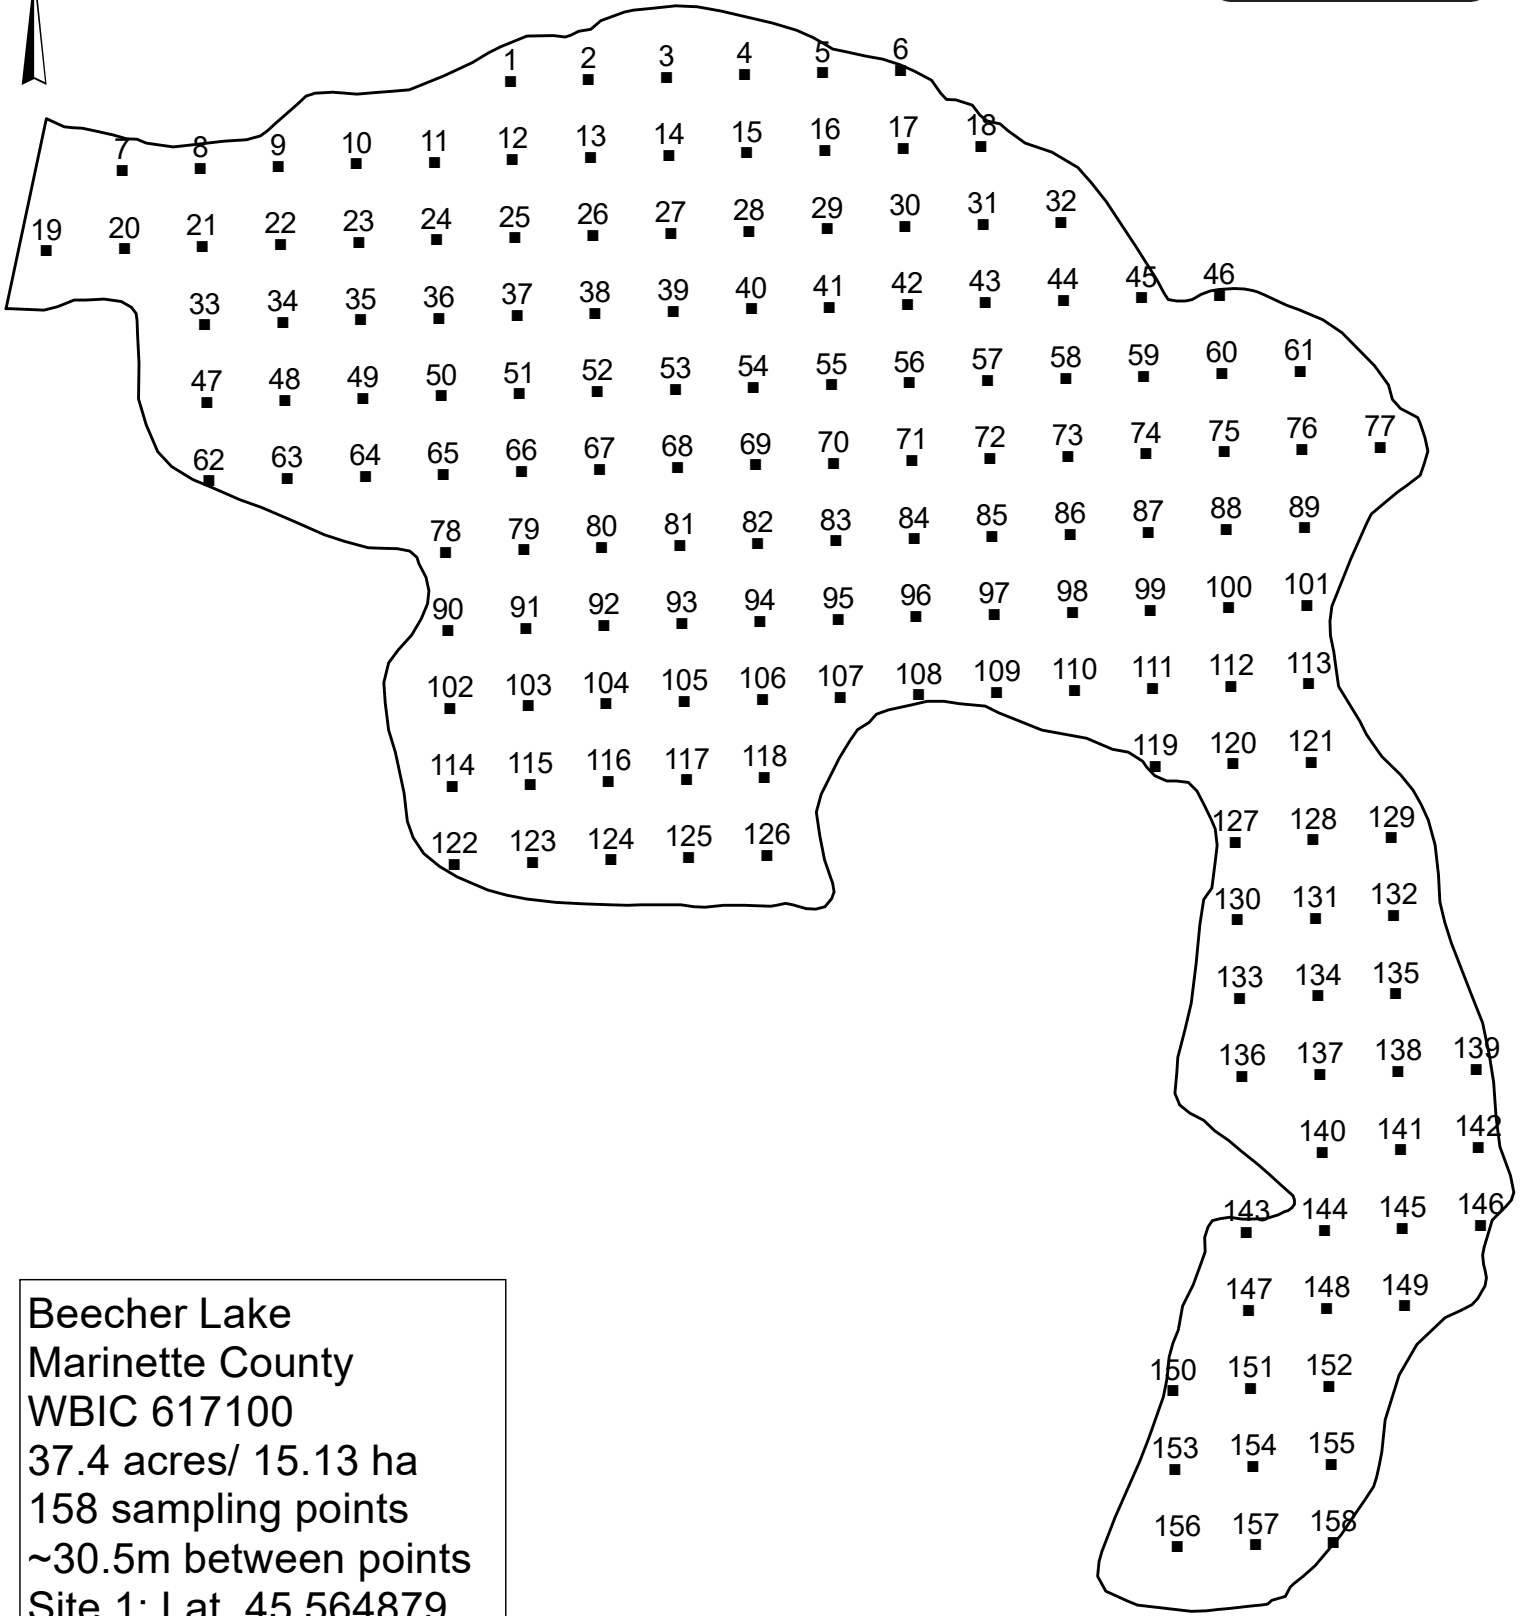 1 2 3 4 5 6
7 8 9 10 11 12 13 14 15 16 17 18
19 20 21 22 23 24 25 26 27 28 29 30 31 32
33 34 35 36 37 38 39 40 41 42 43 44 45 46
47 48 49 50 51 52 53 54 55 56 57 58 59 60 61
62 63 64 65 66 67 68 69 70 71 72 73 74 75 76 77
78 79 80 81 82 83 84 85 86 87 88 89
90 91 92 93 94 95 96 97 98 99 100 101
102 103 104 105 106 107 108 109 110 111 112 113
114 115 116 117 118 119 120 121
122 123 124 125 126 127 128 129
130 131 132
133 134 135
136 137 138 139
140 141 142
143 144 145 146
147 148 149
150 151 152
153 154 155
156 157 158
Beecher Lake
Marinette County
WBIC 617100
37.4 acres/ 15.13 ha
158 sampling points
~30.5m between points
Site 1: Lat. 45.564879